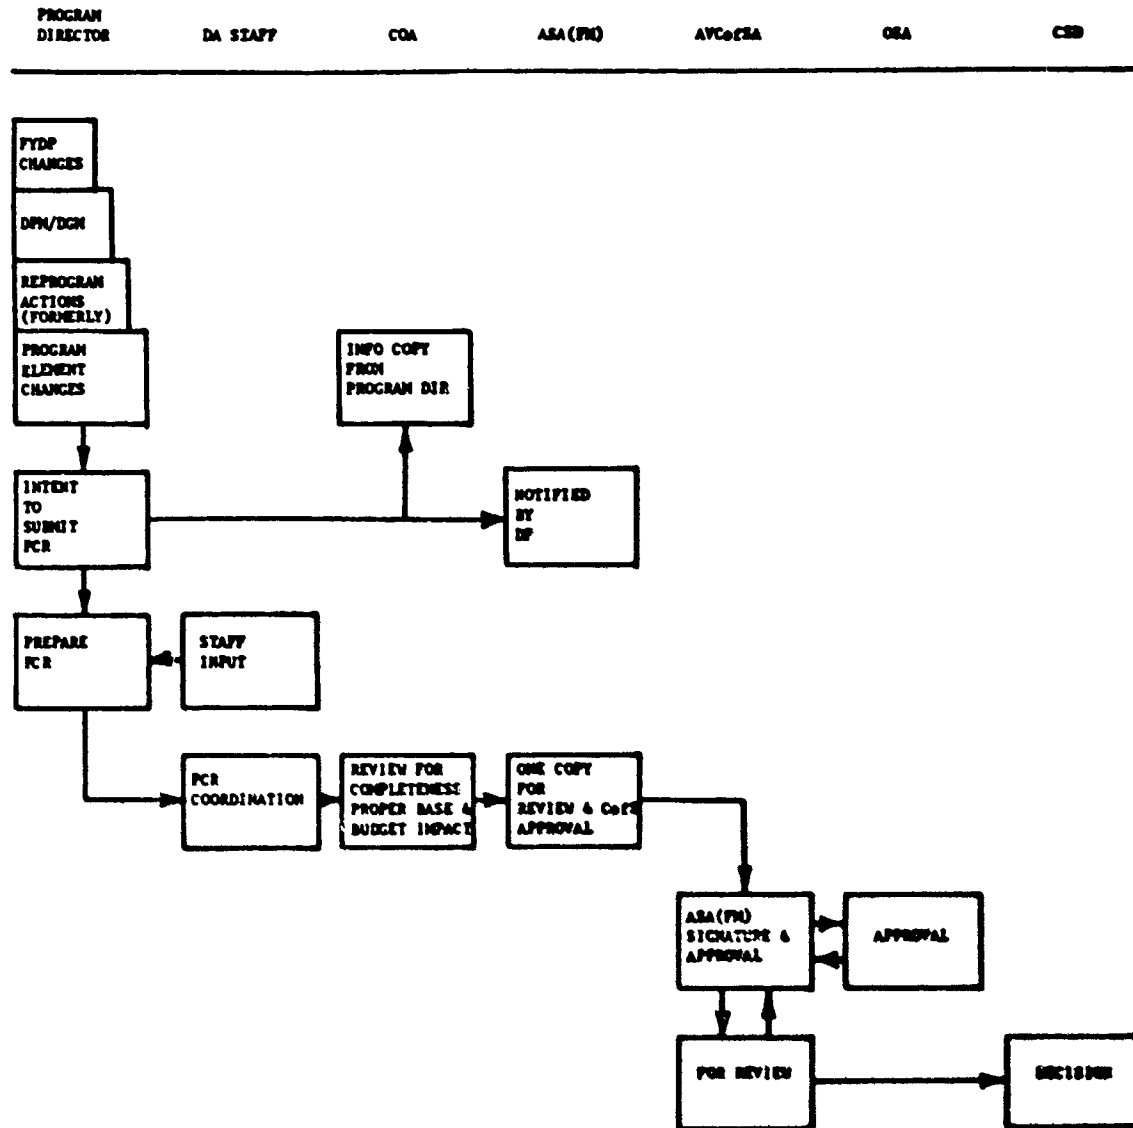 PROGRAM
DIRECTOR
DA STAFF
COA
ASA(FM)
AVCofSA
OSA
FYDP
CHANGES
DPM/DGM
REPROGRAM
ACTIONS
(FORMERLY)
PROGRAM
ELEMENT
CHANGES
INFO COPY
FROM
PROGRAM DIR
INTENT
TO
SUBMIT
PCR
NOTIFIED
BY
DF
PREPARE
PCR
STAFF
INPUT
PCR
COORDINATION
REVIEW FOR
COMPLETENESS
PROPER BASE &
BUDGET IMPACT
ONE COPY
FOR
REVIEW & CofS
APPROVAL
ASA(FM)
SIGNATURE &
APPROVAL
APPROVAL
FOR REVIEW
DECISION